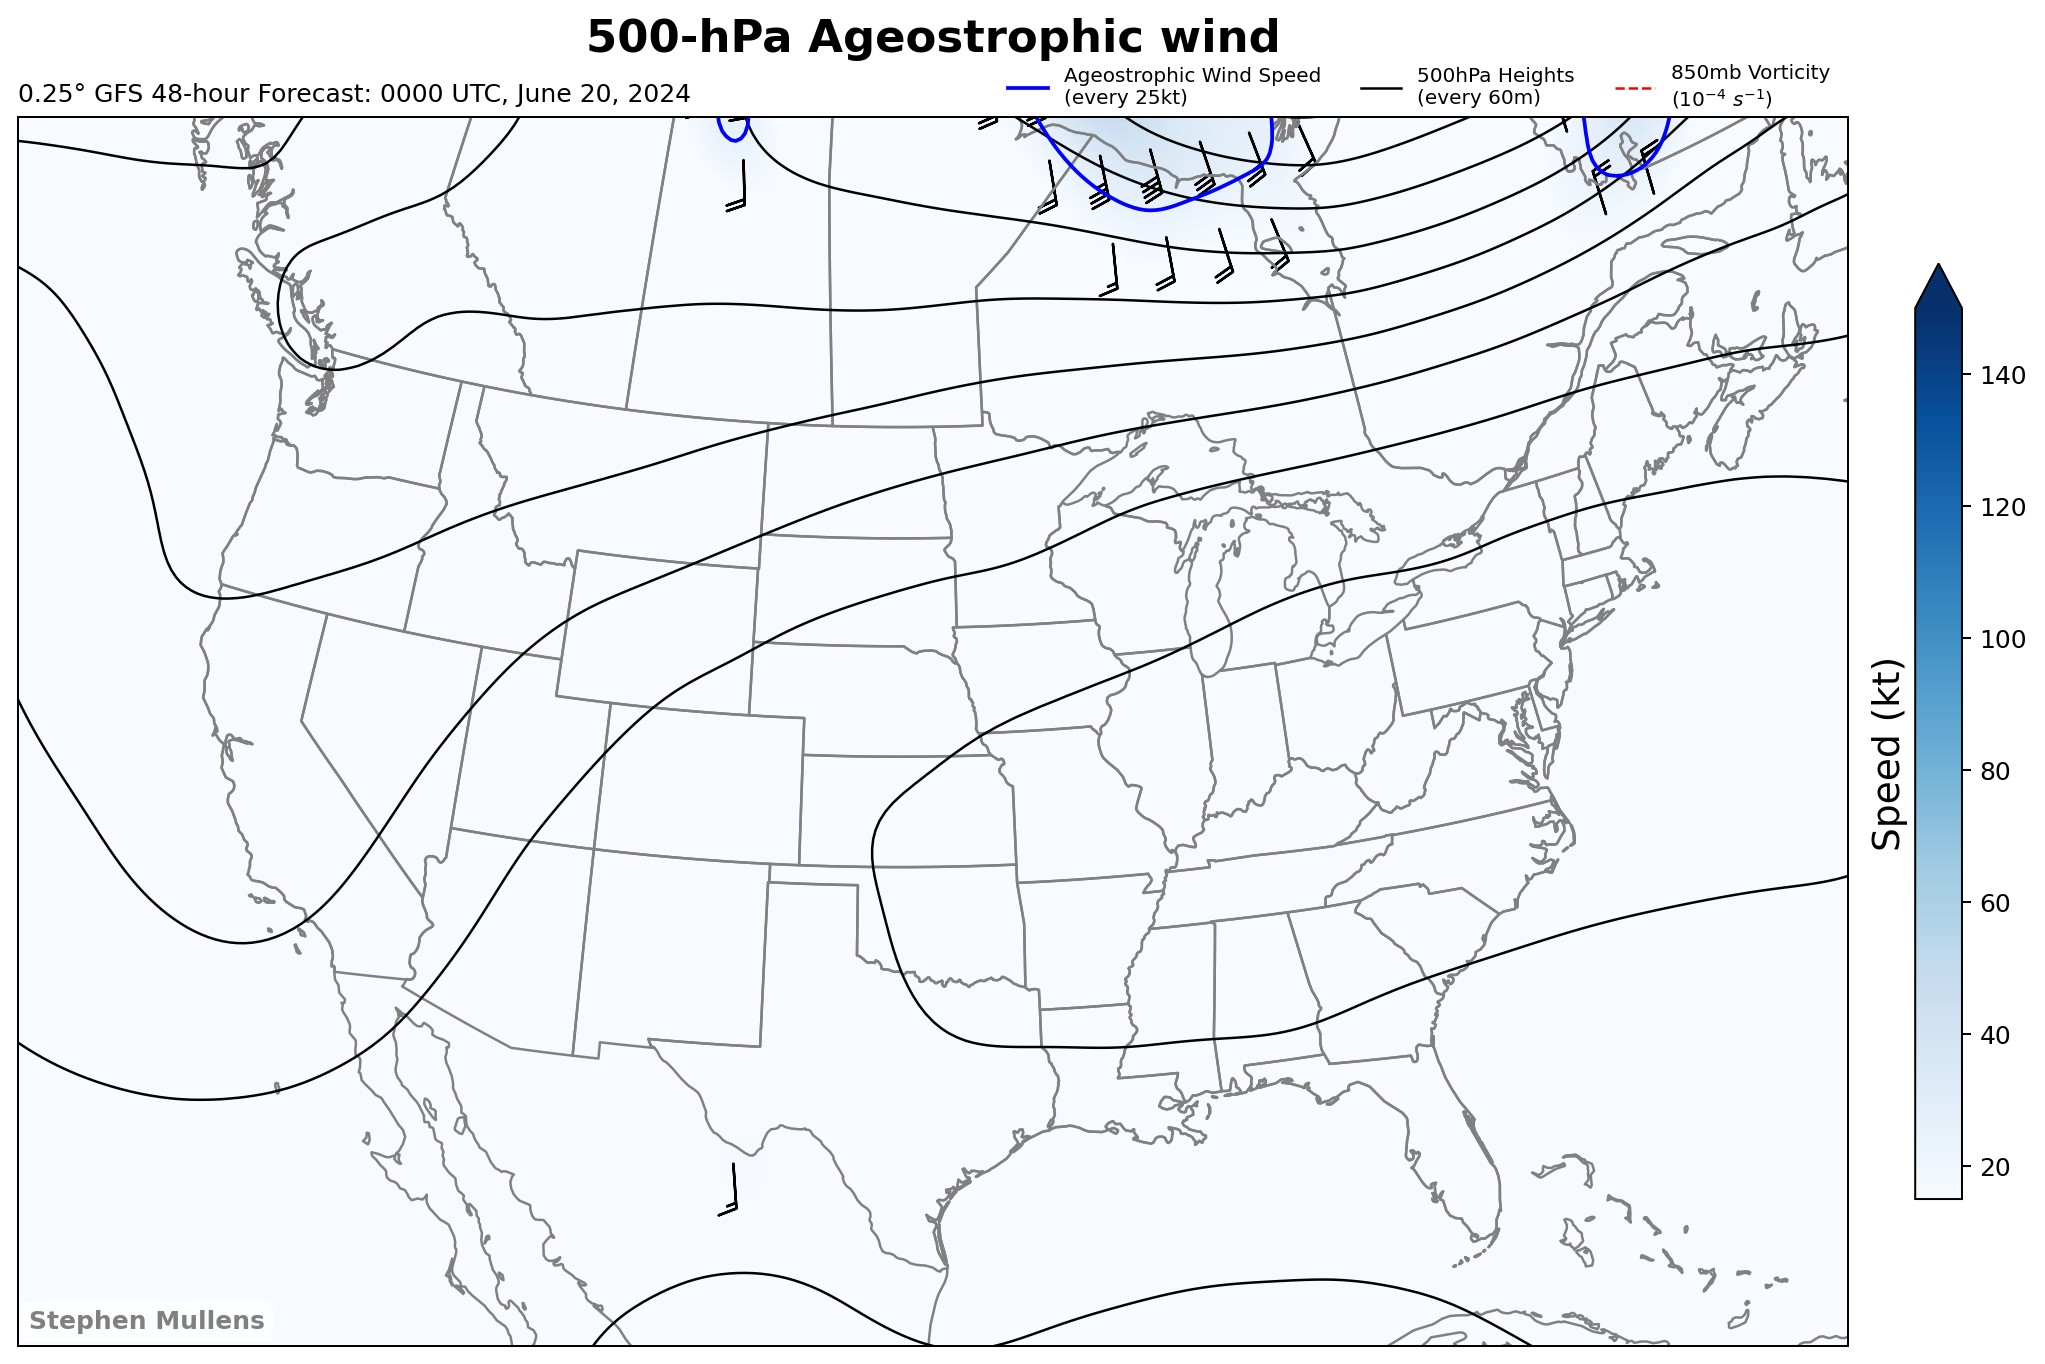 500-hPa Ageostrophic wind
0.25° GFS 48-hour Forecast: 0000 UTC, June 20, 2024
Ageostrophic Wind Speed
(every 25kt)
500hPa Heights
(every 60m)
850mb Vorticity
(10⁻⁴ s⁻¹)
140
120
100
80
60
40
20
Speed (kt)
Stephen Mullens